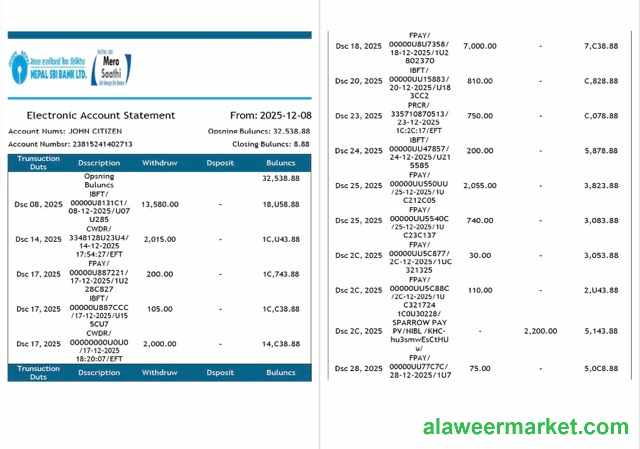 नेपाल एसबिआई बैंक लिमिटेड
NEPAL SBI BANK LTD.
Mero
Saathi
Electronic Account Statement
From: 2025-12-08
Account Nums: JOHN CITIZEN
Opsning Buluncs: 32,538.88
Account Numbsr: 23815241402713
Closing Buluncs: 8.88
Trunsuction Duts Dsscription Withdruw Dsposit Buluncs
Opsning
Buluncs
32,538.88
IBFT/
Dsc 08, 2025 00000U8131C1/ 13,580.00 - 18,U58.88
08-12-2025/U07
U285
CWDR/
Dsc 14, 2025 3348128U23U4/ 2,015.00 - 1C,U43.88
14-12-2025
17:54:27/EFT
FPAY/
Dsc 17, 2025 00000U887221/ 200.00 - 1C,743.88
17-12-2025/1U2
28C827
IBFT/
Dsc 17, 2025 00000U887CCC 105.00 - 1C,C38.88
/17-12-2025/U15
5CU7
CWDR/
Dsc 17, 2025 00000000U0U0 2,000.00 - 14,C38.88
/17-12-2025
18:20:07/EFT
Trunsuction Duts Dsscription Withdruw Dsposit Buluncs
FPAY/
Dsc 18, 2025 00000U8U7358/ 7,000.00 - 7,C38.88
18-12-2025/1U2
802370
IBFT/
Dsc 20, 2025 00000UU15883/ 810.00 - C,828.88
20-12-2025/U18
3CC2
PRCR/
Dsc 23, 2025 335710870513/ 750.00 - C,078.88
23-12-2025
1C:2C:17/EFT
IBFT/
Dsc 24, 2025 00000UU47857/ 200.00 - 5,878.88
24-12-2025/U21
5585
FPAY/
Dsc 25, 2025 00000UU550UU 2,055.00 - 3,823.88
/25-12-2025/1U
C212C05
FPAY/
Dsc 25, 2025 00000UU5540C 740.00 - 3,083.88
/25-12-2025/1U
C23C137
FPAY/
Dsc 2C, 2025 00000UU5C877/ 30.00 - 3,053.88
2C-12-2025/1UC
321325
FPAY/
Dsc 2C, 2025 00000UU5C88C 110.00 - 2,U43.88
/2C-12-2025/1U
C321724
1C0U30228/
SPARROW PAY
Dsc 2C, 2025 PV/NIBL /KHC- - 2,200.00 5,143.88
hu3smwEsCtHU
u/
FPAY/
Dsc 28, 2025 00000UU77C7C/ 75.00 - 5,0C8.88
28-12-2025/1U7
alaweermarket.com